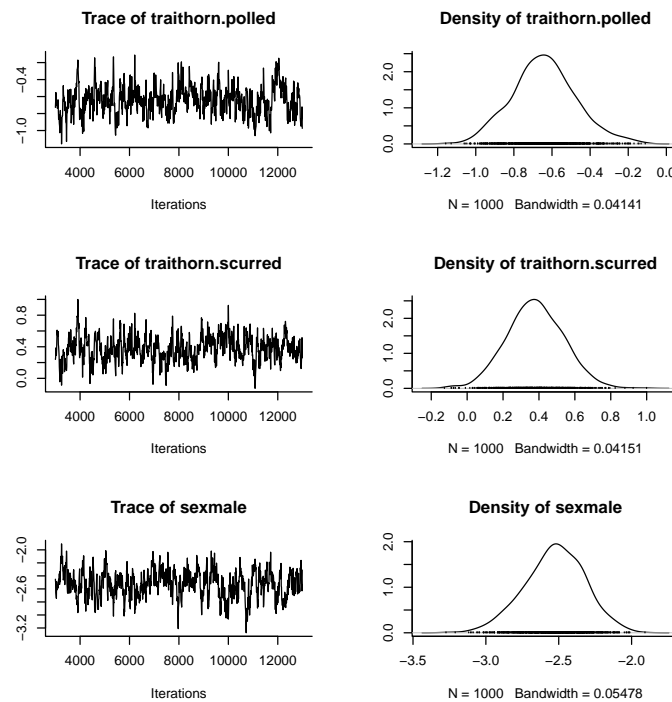 Trace of traithorn.polled
−0.4
−1.0
4000 6000 8000 10000 12000
Iterations
Density of traithorn.polled
2.0
1.0
0.0
−1.2 −1.0 −0.8 −0.6 −0.4 −0.2 0.0
N = 1000 Bandwidth = 0.04141
Trace of traithorn.scurred
0.8
0.4
0.0
4000 6000 8000 10000 12000
Iterations
Density of traithorn.scurred
2.0
1.0
0.0
−0.2 0.0 0.2 0.4 0.6 0.8 1.0
N = 1000 Bandwidth = 0.04151
Trace of sexmale
−2.0
−2.6
−3.2
4000 6000 8000 10000 12000
Iterations
Density of sexmale
2.0
1.0
0.0
−3.5 −3.0 −2.5 −2.0
N = 1000 Bandwidth = 0.05478